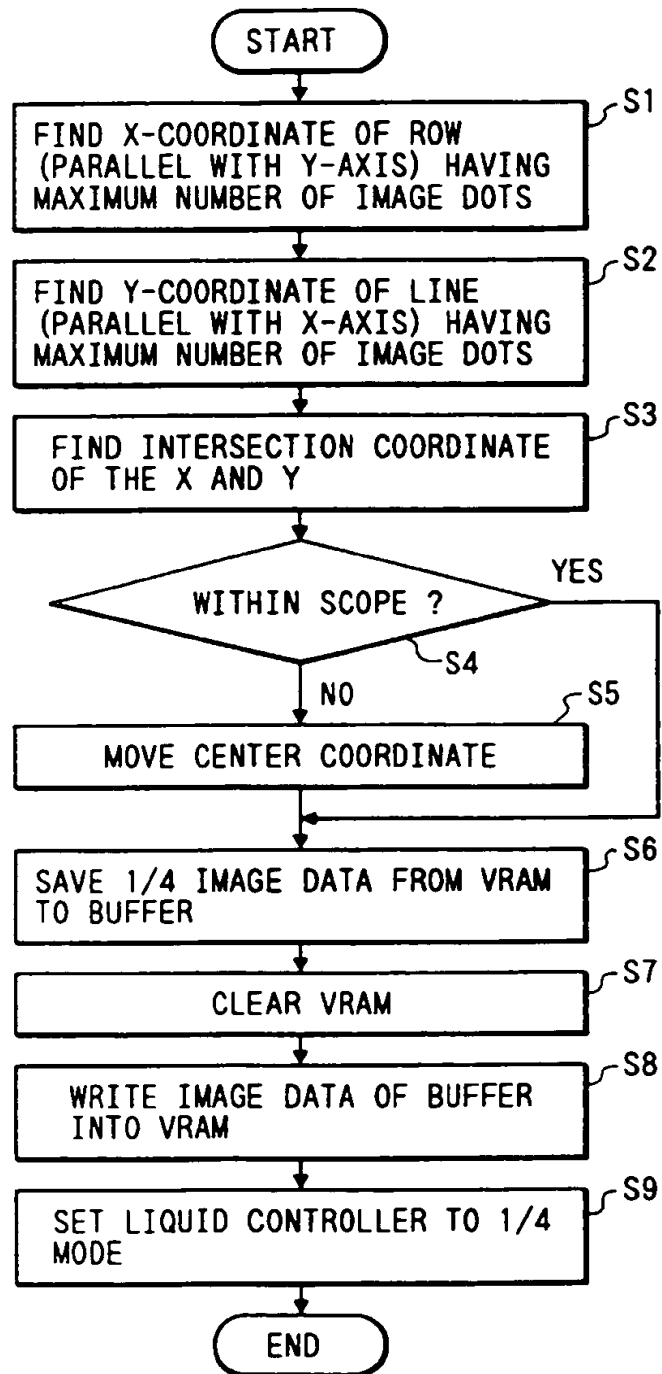 START
S1
FIND X-COORDINATE OF ROW
(PARALLEL WITH Y-AXIS) HAVING
MAXIMUM NUMBER OF IMAGE DOTS
S2
FIND Y-COORDINATE OF LINE
(PARALLEL WITH X-AXIS) HAVING
MAXIMUM NUMBER OF IMAGE DOTS
S3
FIND INTERSECTION COORDINATE
OF THE X AND Y
YES
WITHIN SCOPE ?
S4
NO
S5
MOVE CENTER COORDINATE
S6
SAVE 1/4 IMAGE DATA FROM VRAM
TO BUFFER
S7
CLEAR VRAM
S8
WRITE IMAGE DATA OF BUFFER
INTO VRAM
S9
SET LIQUID CONTROLLER TO 1/4
MODE
END